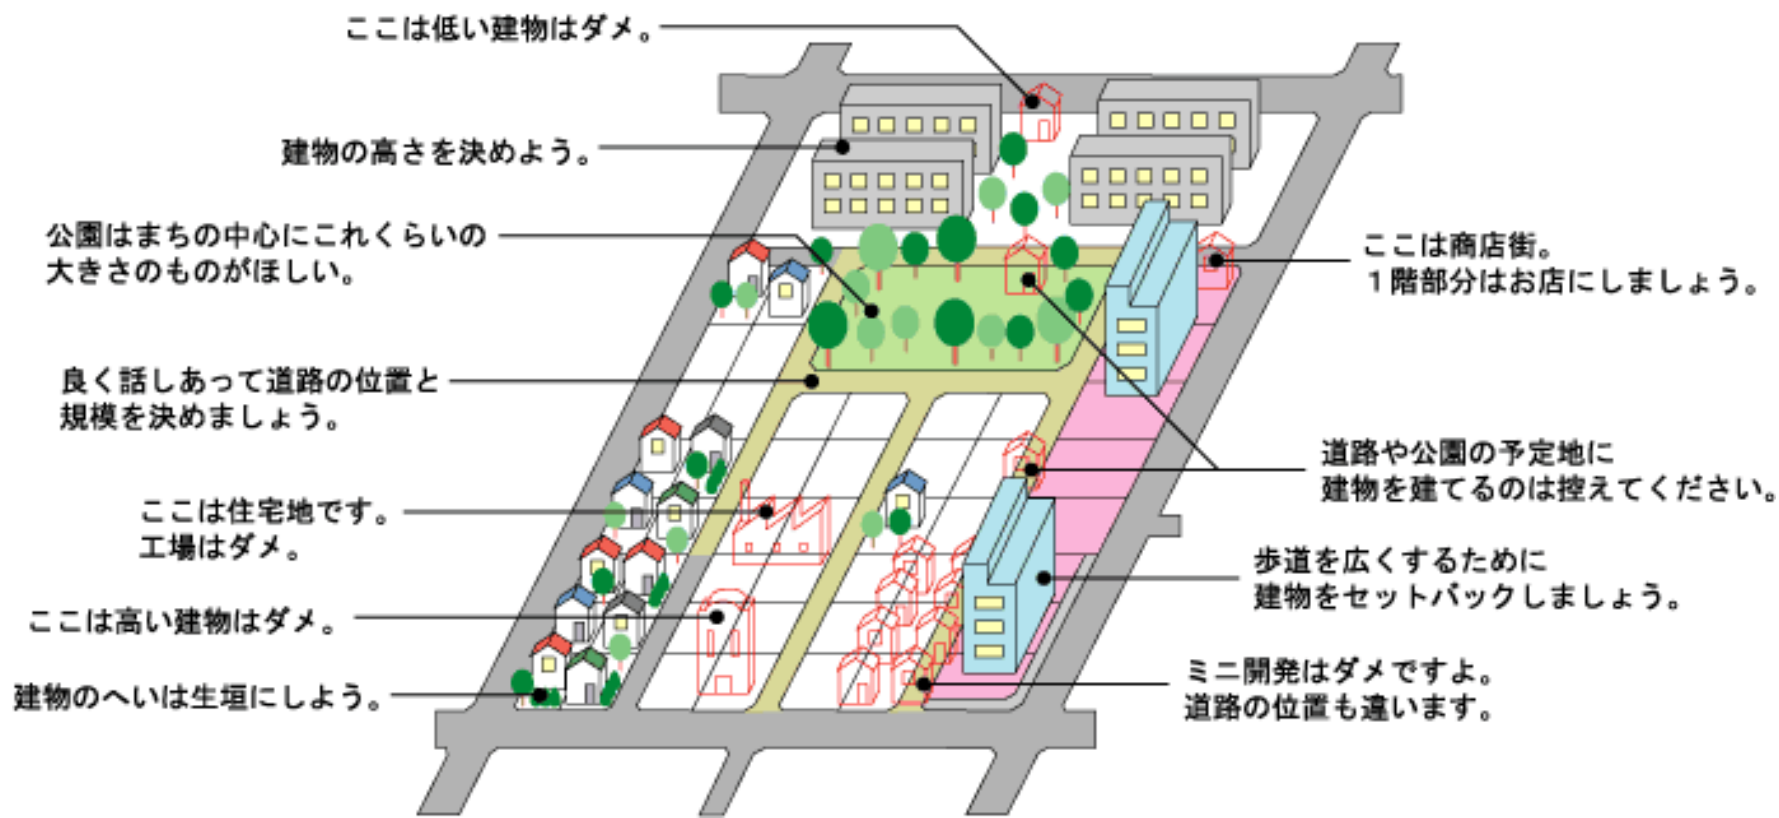 ここは低い建物はダメ。
建物の高さを決めよう。
公園はまちの中心にこれくらいの
大きさのものがほしい。
良く話しあって道路の位置と
規模を決めましょう。
ここは住宅地です。
工場はダメ。
ここは高い建物はダメ。
建物のへいは生垣にしよう。
ここは商店街。
１階部分はお店にしましょう。
道路や公園の予定地に
建物を建てるのは控えてください。
歩道を広くするために
建物をセットバックしましょう。
ミニ開発はダメですよ。
道路の位置も違います。